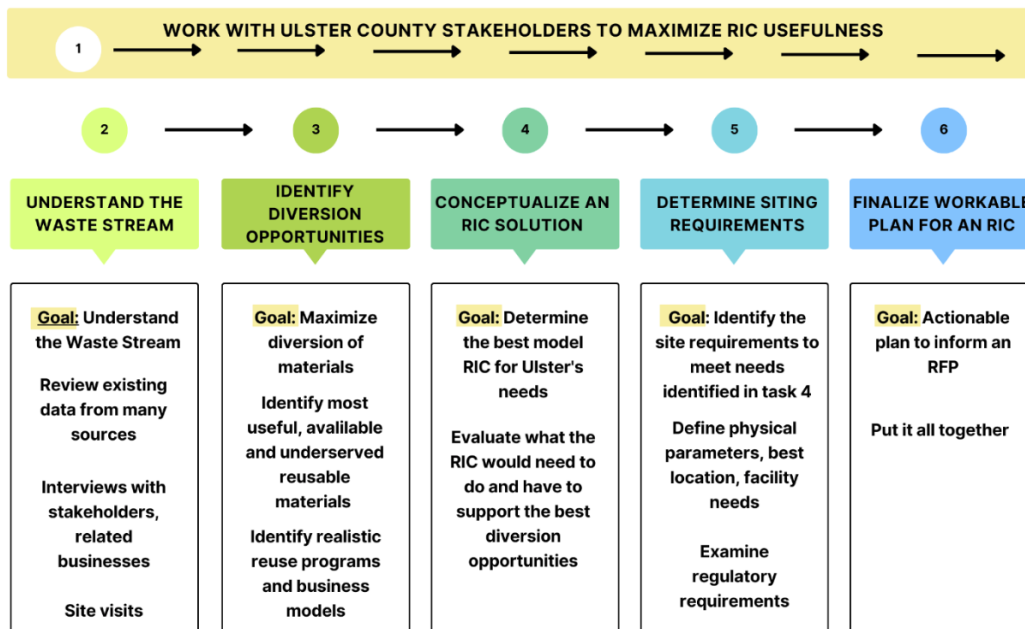 WORK WITH ULSTER COUNTY STAKEHOLDERS TO MAXIMIZE RIC USEFULNESS
1
2
3
4
5
6
UNDERSTAND THE
WASTE STREAM
Goal: Understand
the Waste Stream
Review existing
data from many
sources
Interviews with
stakeholders,
related
businesses
Site visits
IDENTIFY
DIVERSION
OPPORTUNITIES
Goal: Maximize
diversion of
materials
Identify most
useful, avalilable
and underserved
reusable
materials
Identify realistic
reuse programs
and business
models
CONCEPTUALIZE AN
RIC SOLUTION
Goal: Determine
the best model
RIC for Ulster's
needs
Evaluate what the
RIC would need to
do and have to
support the best
diversion
opportunities
DETERMINE SITING
REQUIREMENTS
Goal: Identify the
site requirements to
meet needs
identified in task 4
Define physical
parameters, best
location, facility
needs
Examine
regulatory
requirements
FINALIZE WORKABLE
PLAN FOR AN RIC
Goal: Actionable
plan to inform an
RFP
Put it all together